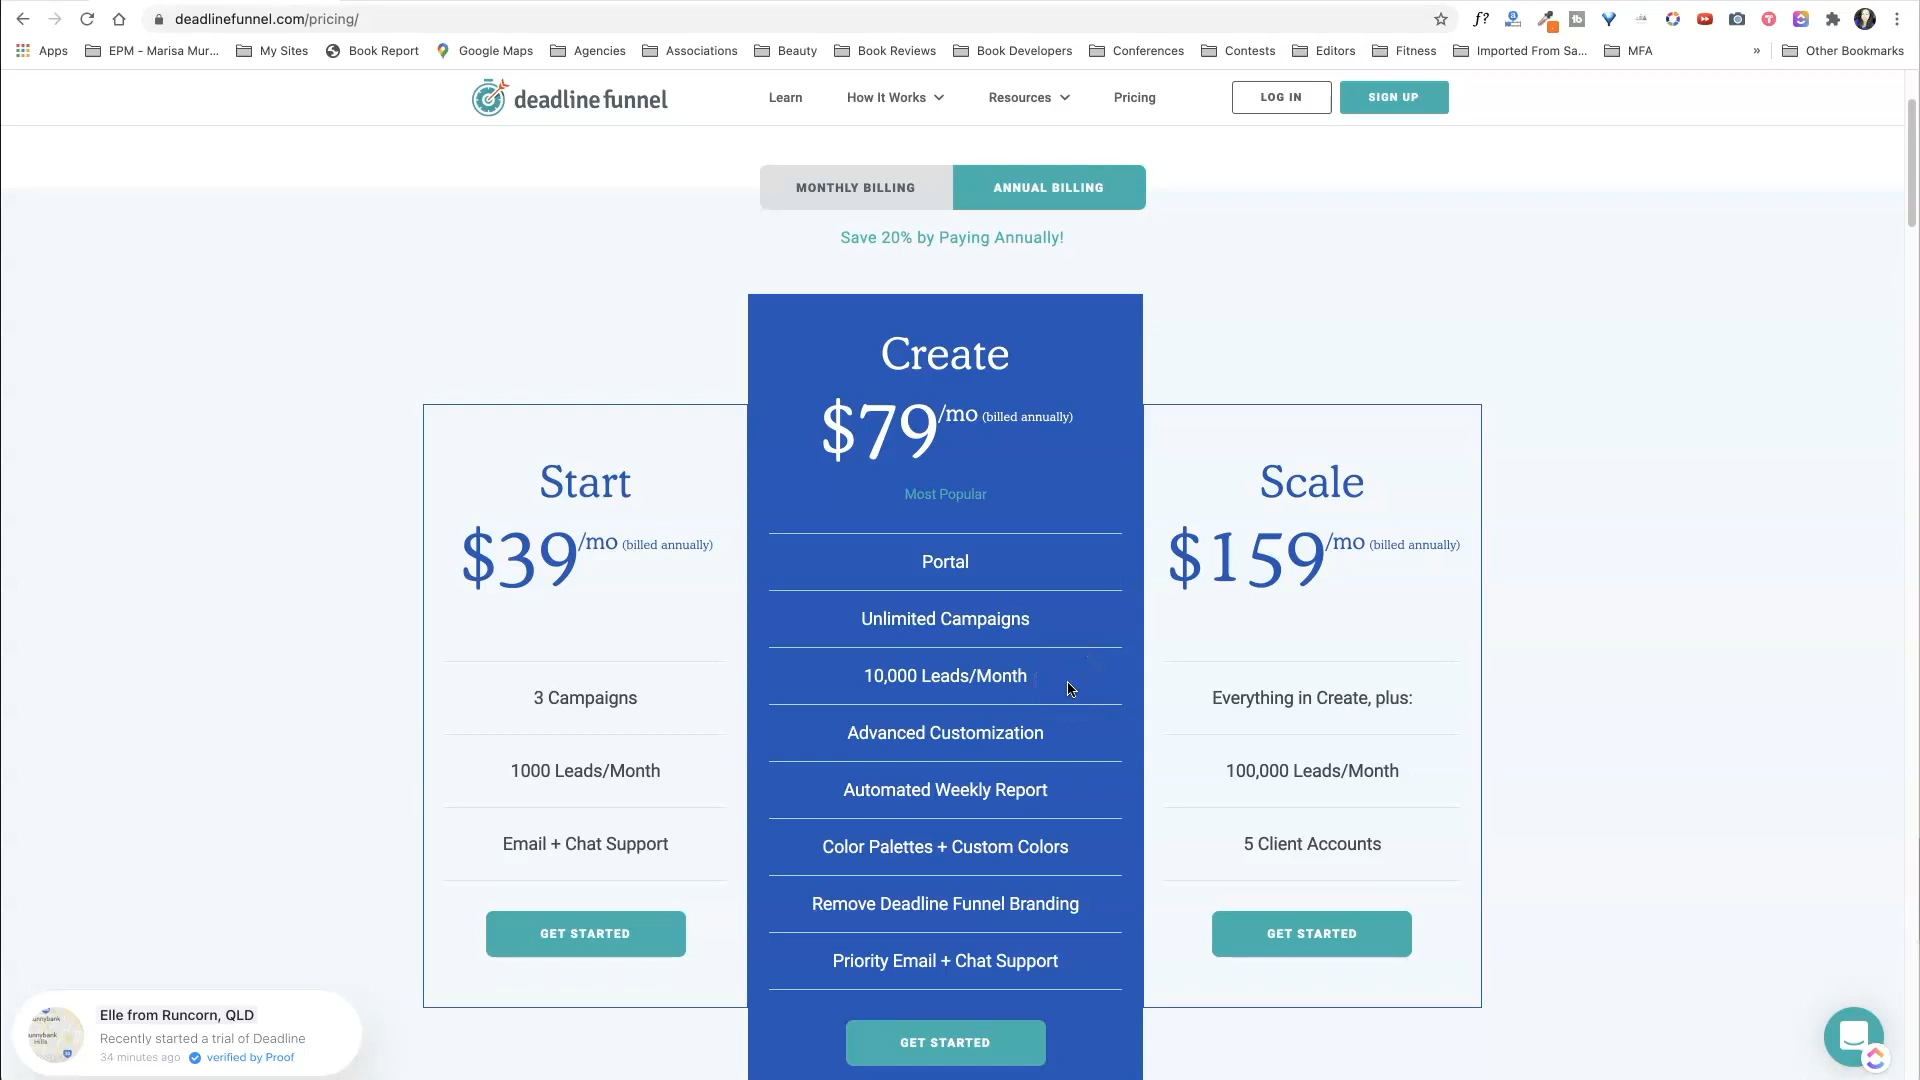 deadlinefunnel.com/pricing/
f?
Apps
EPM - Marisa Mur...
My Sites
Book Report
Google Maps
Agencies
Associations
Beauty
Book Reviews
Book Developers
Conferences
Contests
Editors
Fitness
Imported From Sa...
MFA
»
Other Bookmarks
deadline funnel
Learn
How It Works
Resources
Pricing
LOG IN
SIGN UP
MONTHLY BILLING
ANNUAL BILLING
Save 20% by Paying Annually!
Start
$39/mo (billed annually)
3 Campaigns
1000 Leads/Month
Email + Chat Support
GET STARTED
Create
$79/mo (billed annually)
Most Popular
Portal
Unlimited Campaigns
10,000 Leads/Month
Advanced Customization
Automated Weekly Report
Color Palettes + Custom Colors
Remove Deadline Funnel Branding
Priority Email + Chat Support
GET STARTED
Scale
$159/mo (billed annually)
Everything in Create, plus:
100,000 Leads/Month
5 Client Accounts
GET STARTED
Elle from Runcorn, QLD
Recently started a trial of Deadline
34 minutes ago
verified by Proof